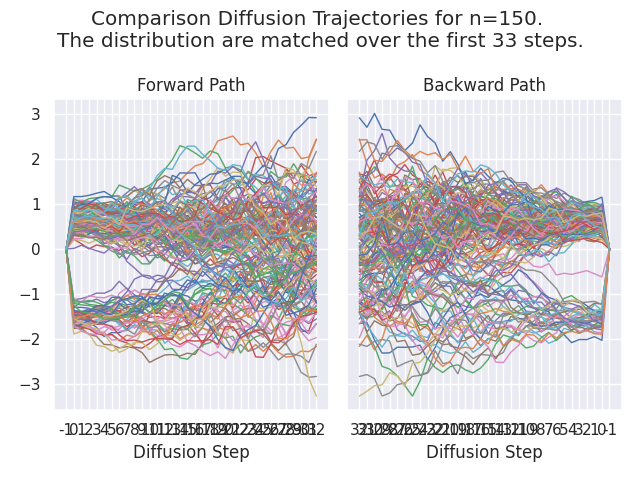 Comparison Diffusion Trajectories for n=150.
The distribution are matched over the first 33 steps.
Forward Path
Backward Path
3
2
1
0
−1
−2
−3
Diffusion Step
Diffusion Step